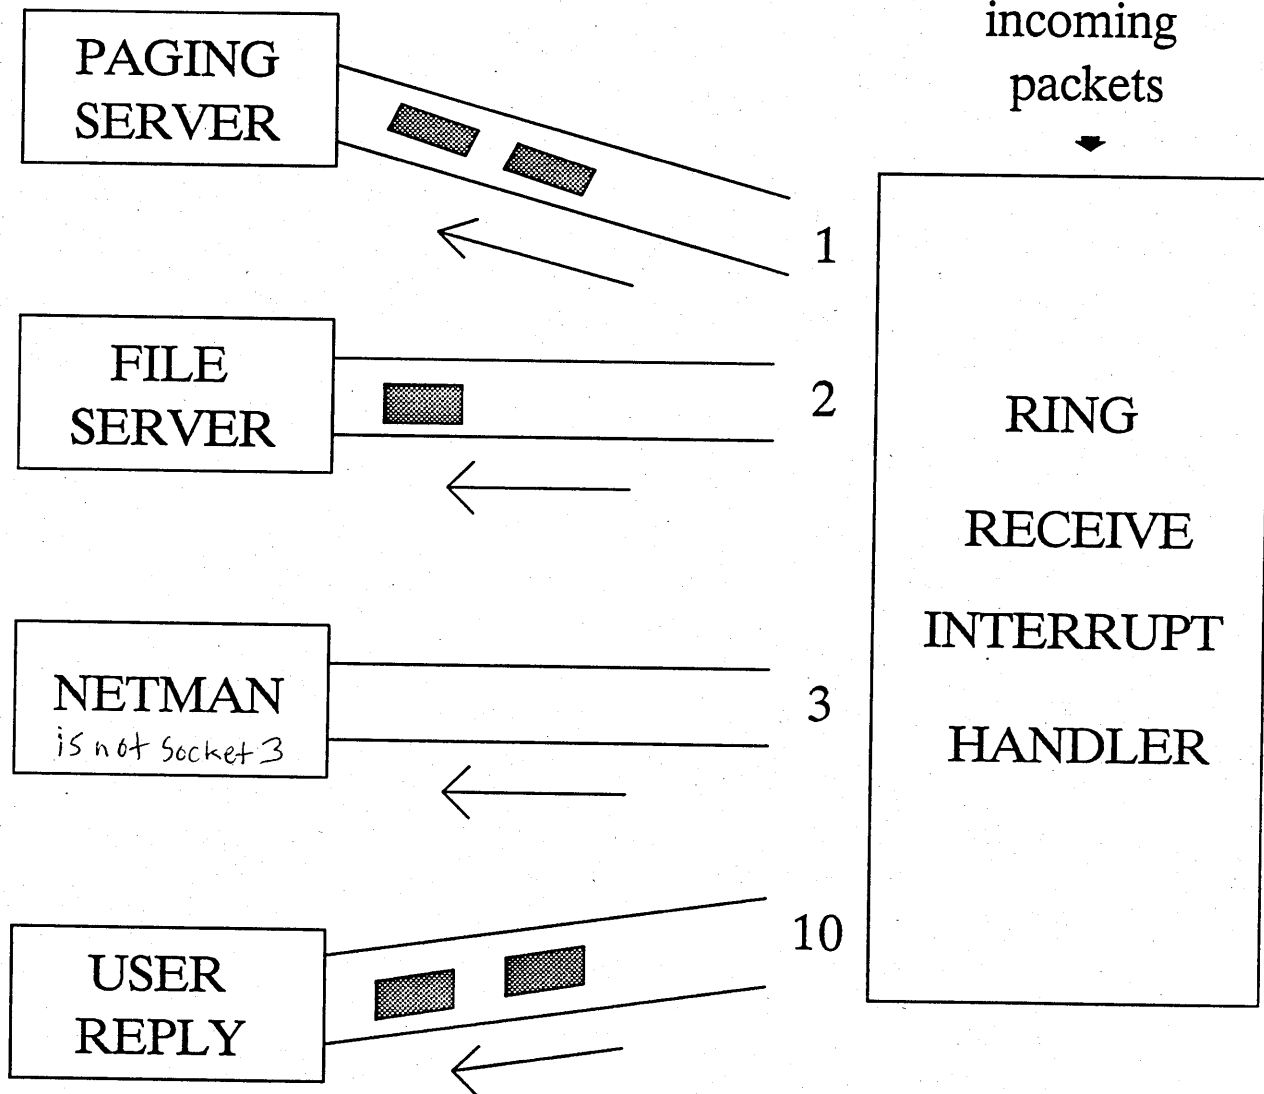 PAGING
SERVER
incoming
packets
1
FILE
SERVER
2
RING
RECEIVE
INTERRUPT
HANDLER
NETMAN
is not Socket 3
3
USER
REPLY
10